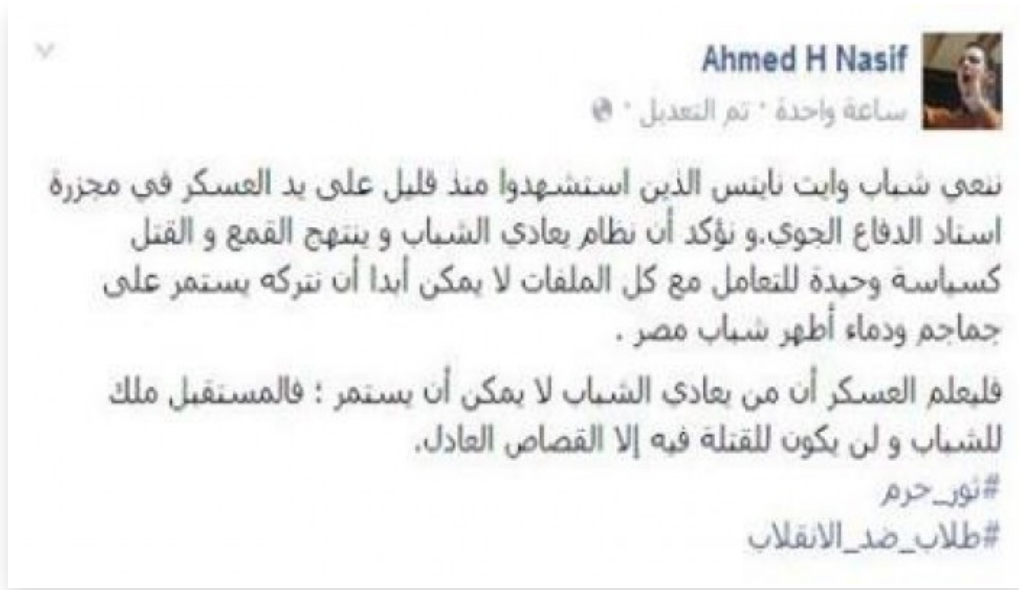 Ahmed H Nasif
ساعة واحدة · تم التعديل ·
ننعي شباب وايت نايتس الذين استشهدوا منذ قليل على يد العسكر في مجزرة
استاد الدفاع الجوي.و نؤكد أن نظام يعادي الشباب و ينتهج القمع و القتل
كسياسة وحيدة للتعامل مع كل الملفات لا يمكن أبدا أن نتركه يستمر على
جماجم ودماء أطهر شباب مصر .
فليعلم العسكر أن من يعادي الشباب لا يمكن أن يستمر ؛ فالمستقبل ملك
للشباب و لن يكون للقتلة فيه إلا القصاص العادل.
#ثور_حرم
#طلاب_ضد_الانقلاب